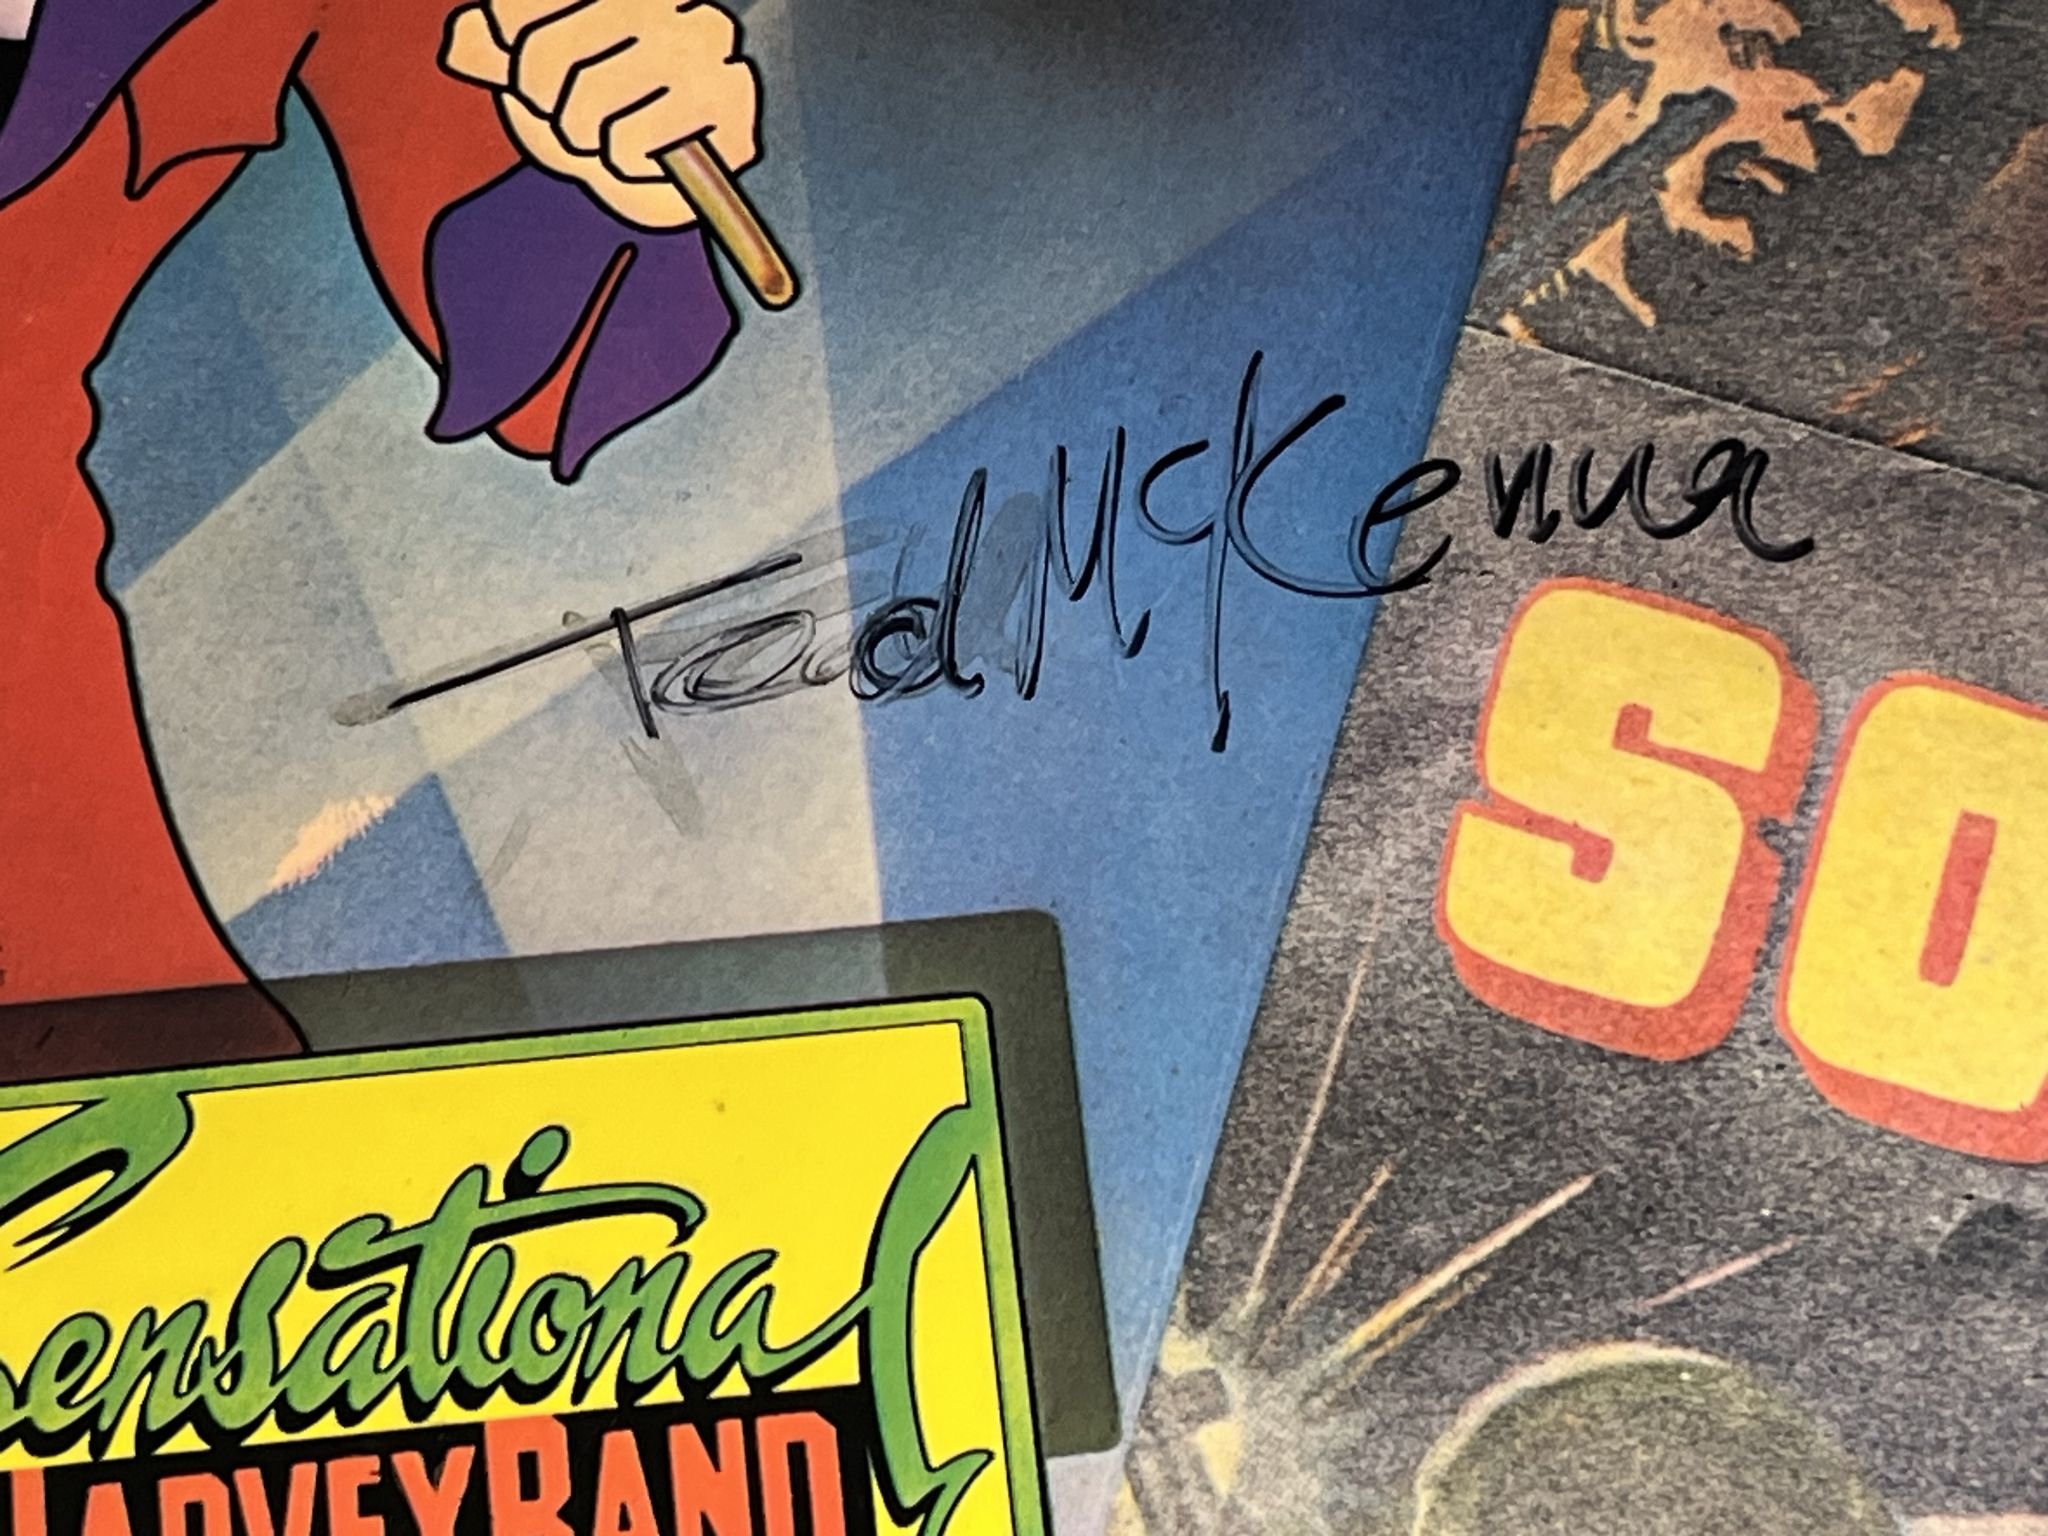 Ted McKenna
SO
Sensational
HARVEY BAND